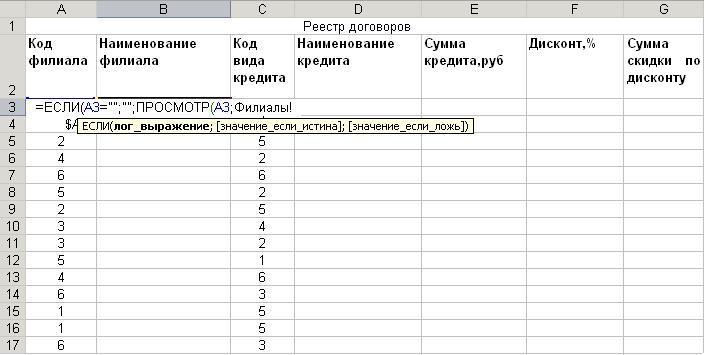 A B C D E F G
1 Реестр договоров
2 Код филиала Наименование филиала Код вида кредита Наименование кредита Сумма кредита,руб Дисконт,% Сумма скидки по дисконту
3 =ЕСЛИ(A3="";"";ПРОСМОТР(A3;Филиалы!
4 $A ЕСЛИ(лог_выражение; [значение_если_истина]; [значение_если_ложь])
5 2 5
6 4 2
7 6 6
8 5 2
9 2 5
10 3 4
11 3 2
12 5 1
13 4 6
14 6 3
15 1 5
16 1 5
17 6 3